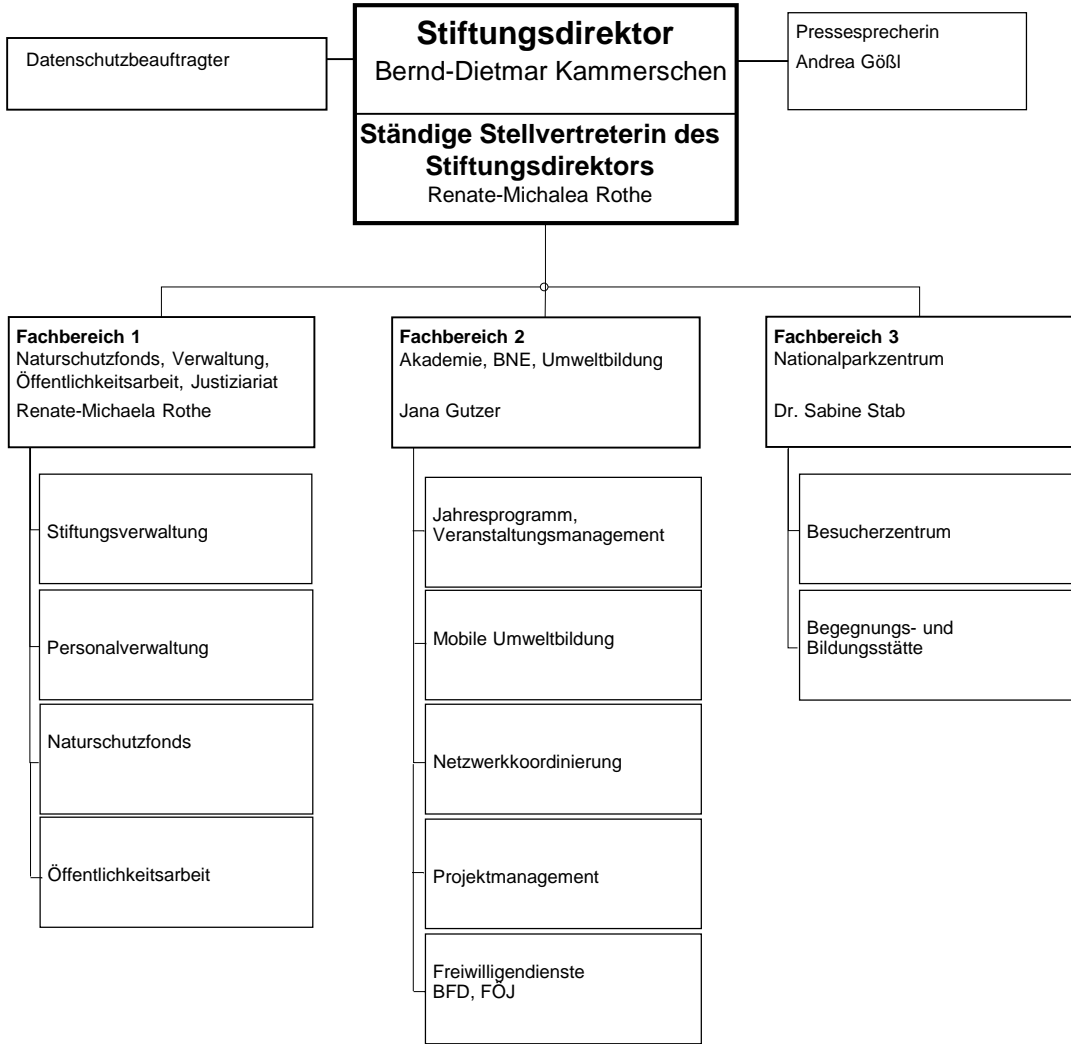 Datenschutzbeauftragter
Stiftungsdirektor
Bernd-Dietmar Kammerschen
Ständige Stellvertreterin des
Stiftungsdirektors
Renate-Michalea Rothe
Pressesprecherin
Andrea Gößl
Fachbereich 1
Naturschutzfonds, Verwaltung,
Öffentlichkeitsarbeit, Justiziariat
Renate-Michaela Rothe
Stiftungsverwaltung
Personalverwaltung
Naturschutzfonds
Öffentlichkeitsarbeit
Fachbereich 2
Akademie, BNE, Umweltbildung
Jana Gutzer
Jahresprogramm,
Veranstaltungsmanagement
Mobile Umweltbildung
Netzwerkkoordinierung
Projektmanagement
Freiwilligendienste
BFD, FÖJ
Fachbereich 3
Nationalparkzentrum
Dr. Sabine Stab
Besucherzentrum
Begegnungs- und
Bildungsstätte